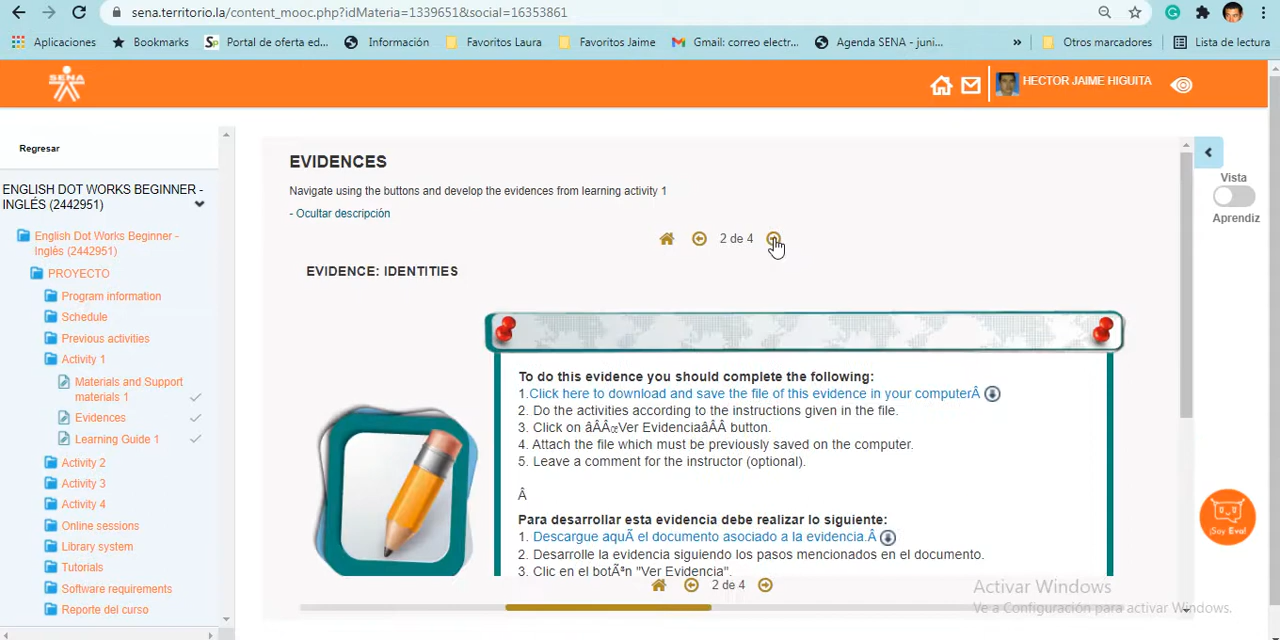 sena.territorio.la/content_mooc.php?idMateria=1339651&social=16353861
Aplicaciones Bookmarks Sp Portal de oferta ed... Información Favoritos Laura Favoritos Jaime Gmail: correo electr... Agenda SENA - juni... » Otros marcadores Lista de lectura
SENA
HECTOR JAIME HIGUITA
Regresar
ENGLISH DOT WORKS BEGINNER -
INGLÉS (2442951)
English Dot Works Beginner -
Inglés (2442951)
PROYECTO
Program information
Schedule
Previous activities
Activity 1
Materials and Support
materials 1
Evidences
Learning Guide 1
Activity 2
Activity 3
Activity 4
Online sessions
Library system
Tutorials
Software requirements
Reporte del curso
EVIDENCES
Navigate using the buttons and develop the evidences from learning activity 1
- Ocultar descripción
2 de 4
EVIDENCE: IDENTITIES
To do this evidence you should complete the following:
1.Click here to download and save the file of this evidence in your computerÂ
2. Do the activities according to the instructions given in the file.
3. Click on âÂÂœVer EvidenciaâÂÂ button.
4. Attach the file which must be previously saved on the computer.
5. Leave a comment for the instructor (optional).
Â
Para desarrollar esta evidencia debe realizar lo siguiente:
1. Descargue aquÃ­ el documento asociado a la evidencia.Â
2. Desarrolle la evidencia siguiendo los pasos mencionados en el documento.
3. Clic en el botÃ³n "Ver Evidencia".
2 de 4
Vista
Aprendiz
¡Soy Eva!
Activar Windows
Ve a Configuración para activar Windows.